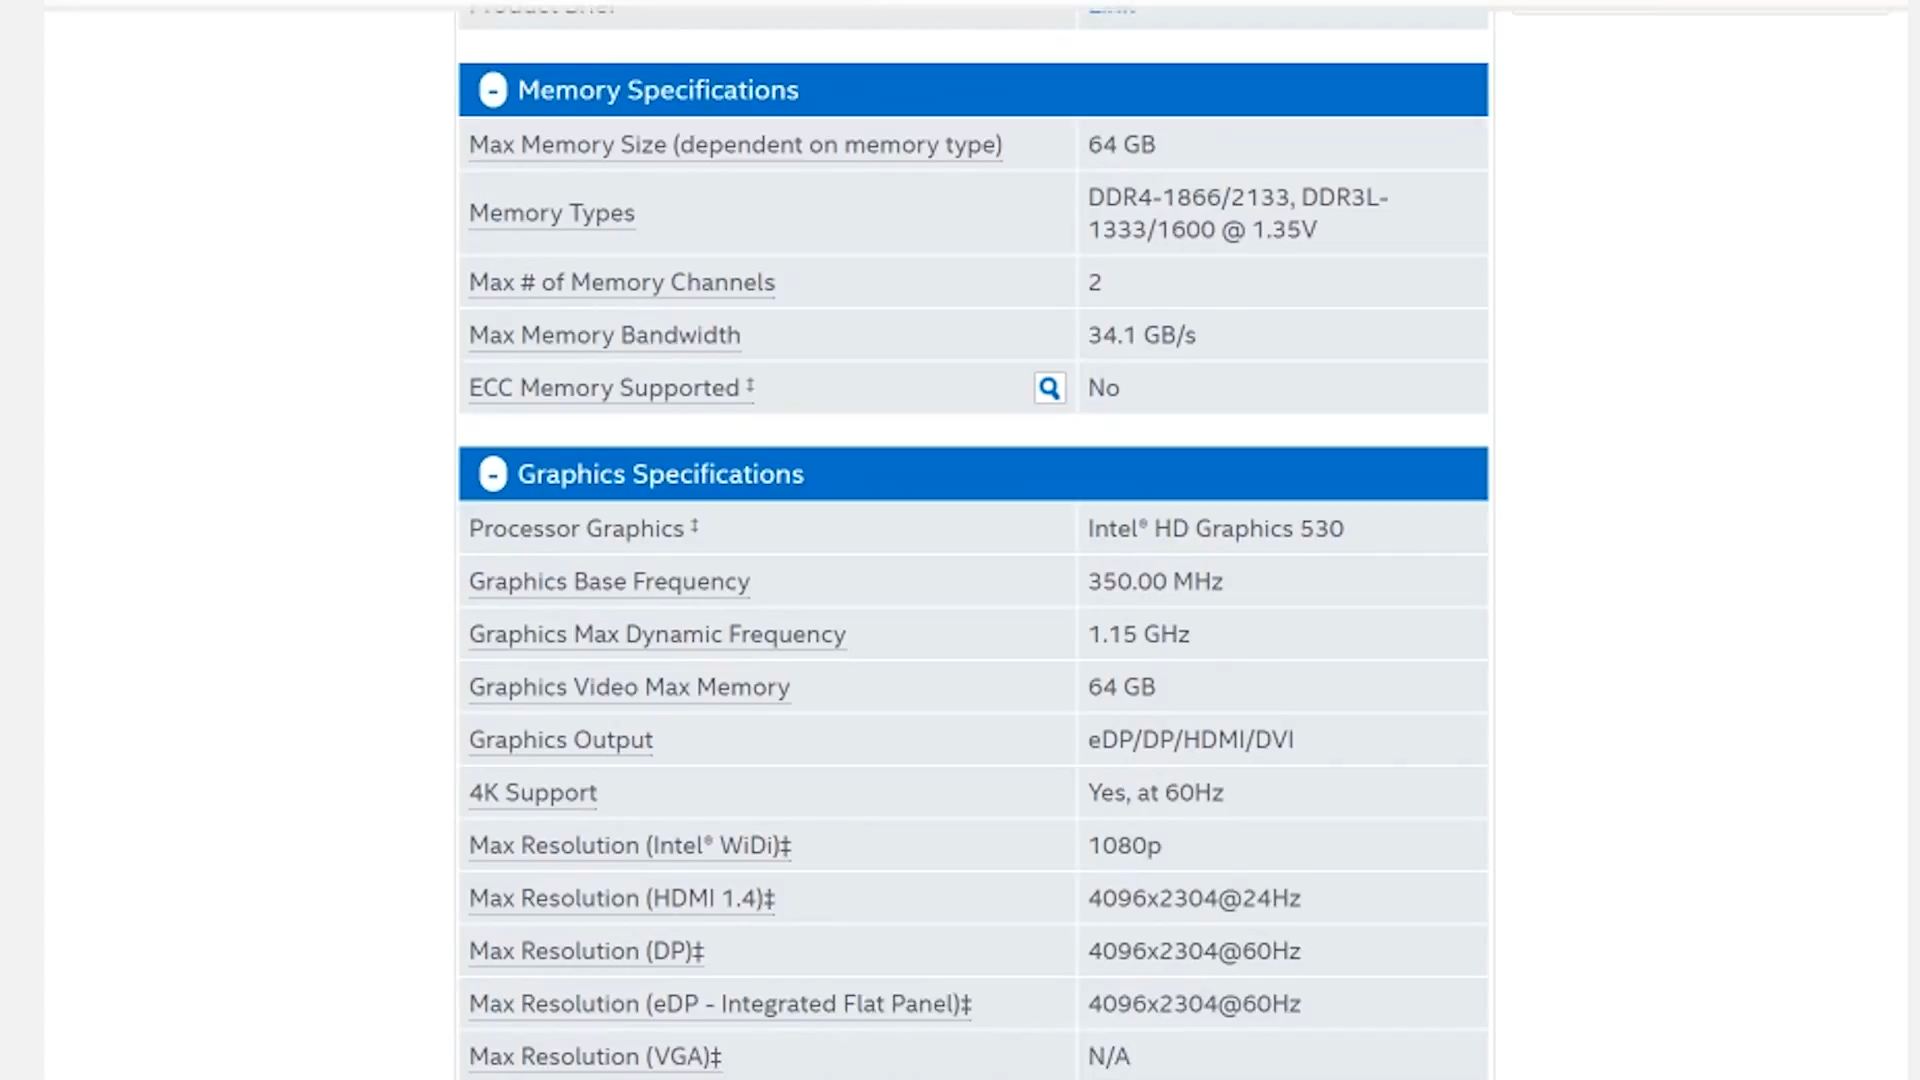 Product Brief
Link
- Memory Specifications
Max Memory Size (dependent on memory type) 64 GB
Memory Types DDR4-1866/2133, DDR3L-
1333/1600 @ 1.35V
Max # of Memory Channels 2
Max Memory Bandwidth 34.1 GB/s
ECC Memory Supported ‡ No
- Graphics Specifications
Processor Graphics ‡ Intel® HD Graphics 530
Graphics Base Frequency 350.00 MHz
Graphics Max Dynamic Frequency 1.15 GHz
Graphics Video Max Memory 64 GB
Graphics Output eDP/DP/HDMI/DVI
4K Support Yes, at 60Hz
Max Resolution (Intel® WiDi)‡ 1080p
Max Resolution (HDMI 1.4)‡ 4096x2304@24Hz
Max Resolution (DP)‡ 4096x2304@60Hz
Max Resolution (eDP - Integrated Flat Panel)‡ 4096x2304@60Hz
Max Resolution (VGA)‡ N/A